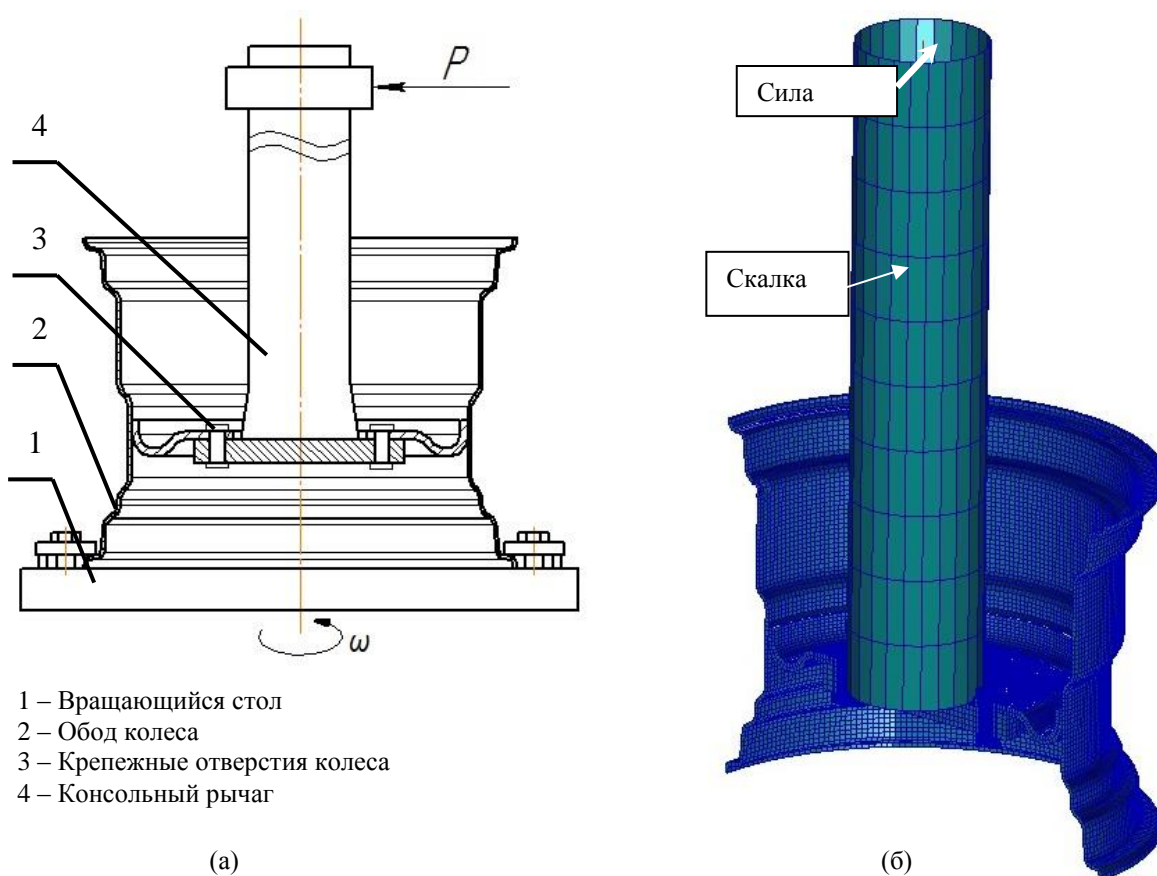 P
4
3
2
1
ω
1 – Вращающийся стол
2 – Обод колеса
3 – Крепежные отверстия колеса
4 – Консольный рычаг
(а)
Сила
Скалка
(б)